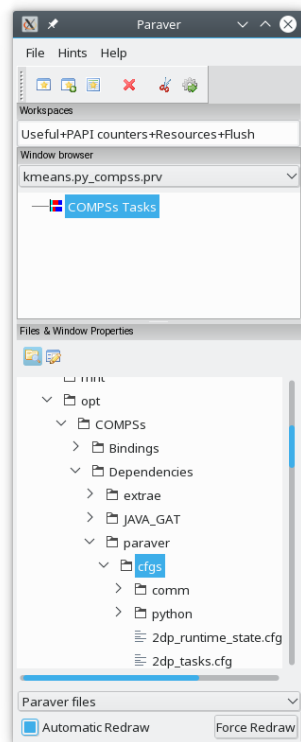 Paraver
File Hints Help
Workspaces
Useful+PAPI counters+Resources+Flush
Window browser
kmeans.py_compss.prv
COMPSs Tasks
Files & Window Properties
mnt
opt
COMPSs
Bindings
Dependencies
extrae
JAVA_GAT
paraver
cfgs
comm
python
2dp_runtime_state.cfg
2dp_tasks.cfg
Paraver files
Automatic Redraw Force Redraw